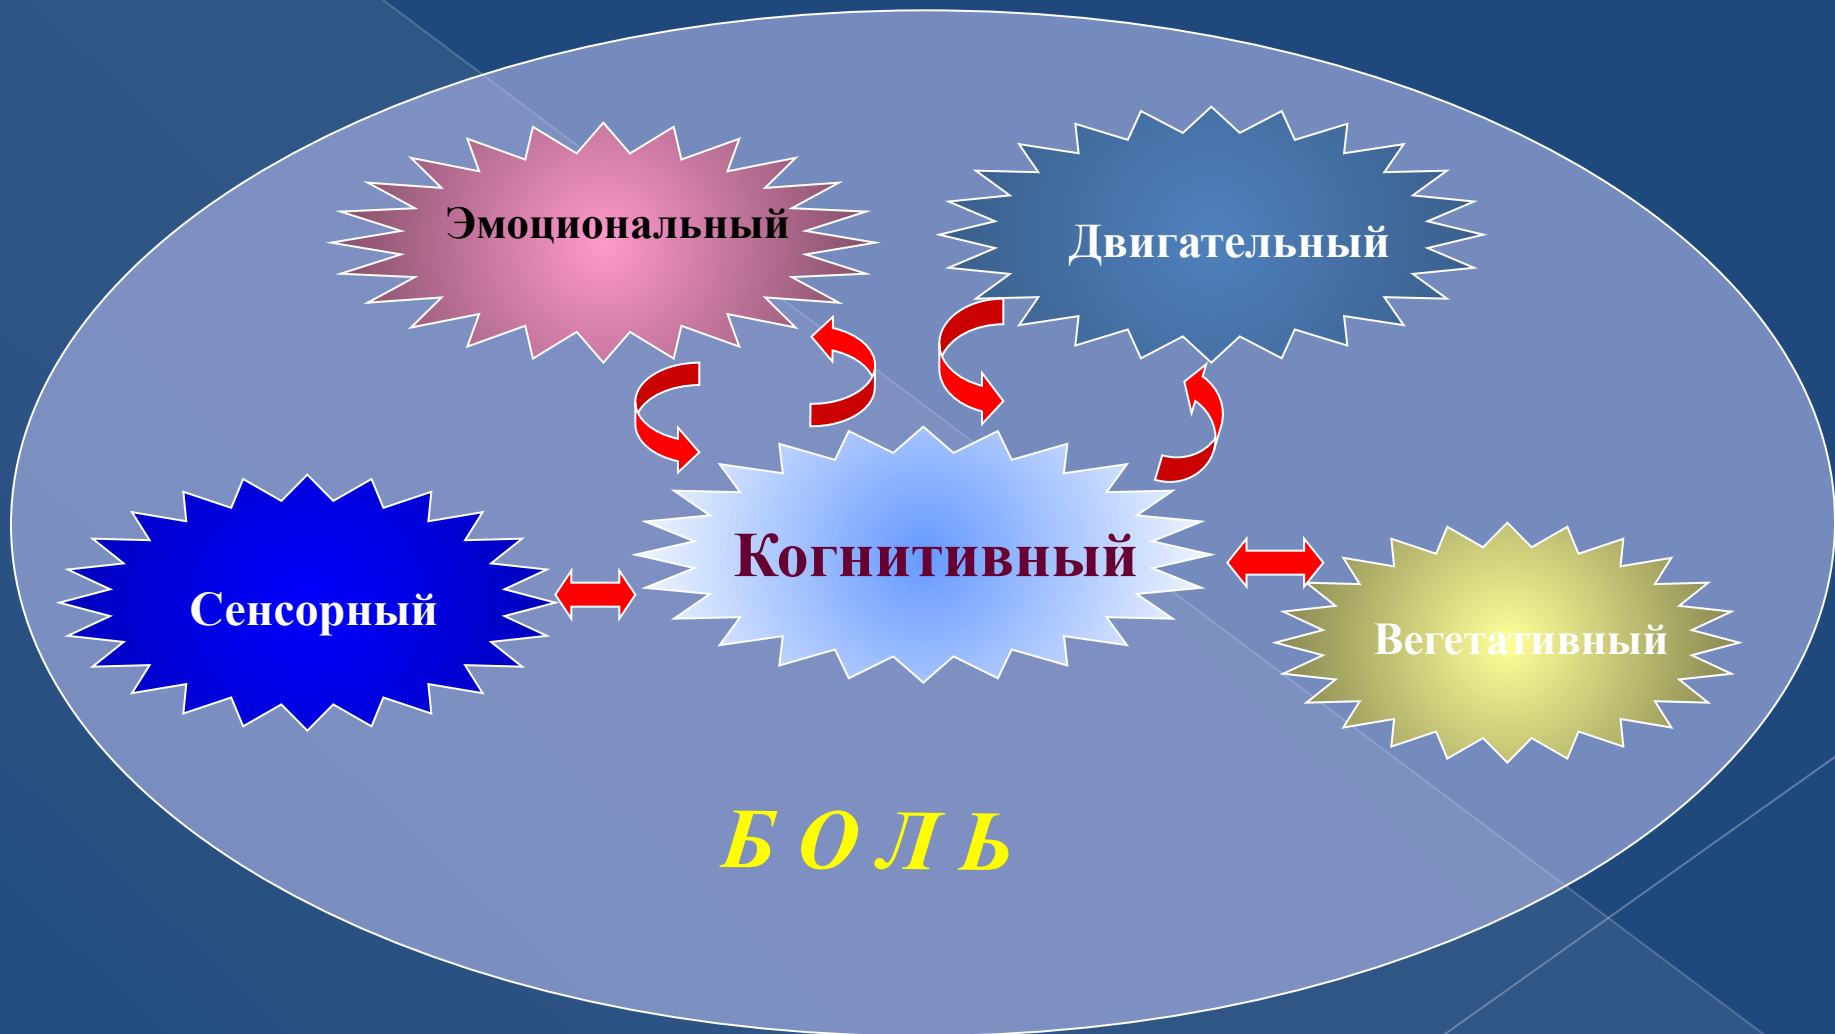 Эмоциональный
Двигательный
Когнитивный
Сенсорный
Вегетативный
Б О Л Ь